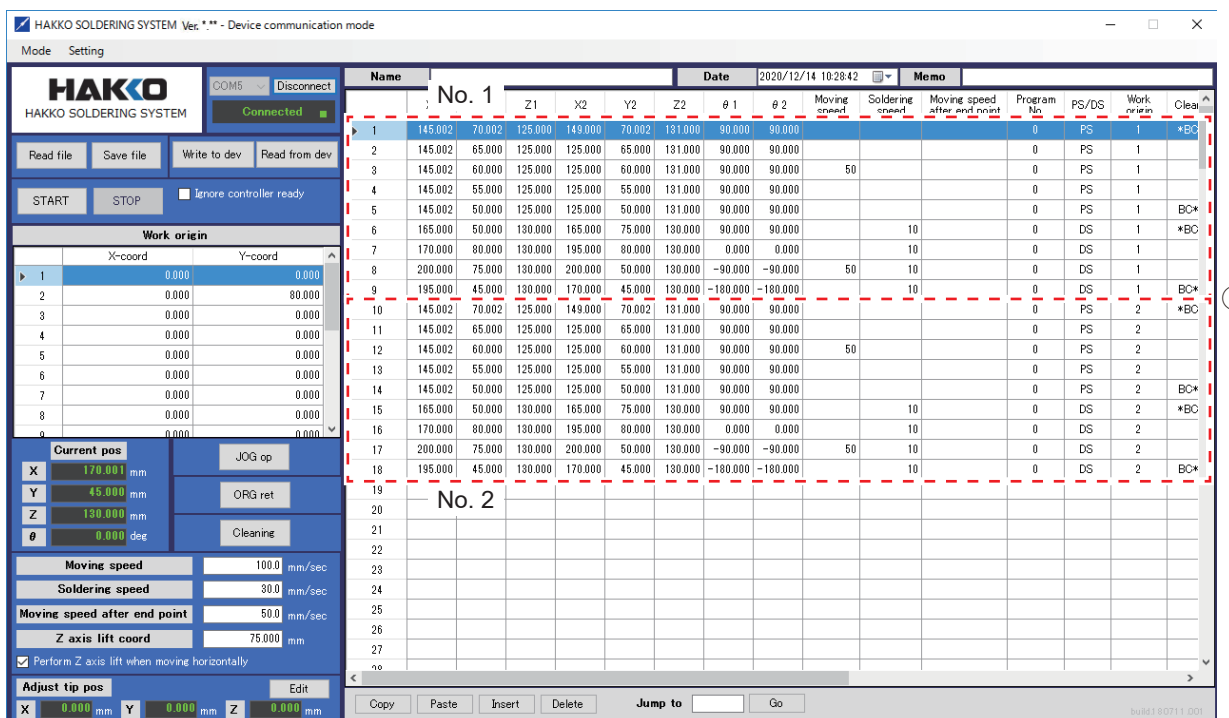 HAKKO SOLDERING SYSTEM Ver. *.** - Device communication mode
Mode Setting
HAKKO
HAKKO SOLDERING SYSTEM
COM5 Disconnect
Connected
Read file Save file Write to dev Read from dev
START STOP Ignore controller ready
Work origin
X-coord Y-coord
1 0.000 0.000
2 0.000 80.000
3 0.000 0.000
4 0.000 0.000
5 0.000 0.000
6 0.000 0.000
7 0.000 0.000
8 0.000 0.000
9 0.000 0.000
Current pos
X 170.001 mm
Y 45.000 mm
Z 130.000 mm
θ 0.000 deg
JOG op
ORG ret
Cleaning
Moving speed 100.0 mm/sec
Soldering speed 30.0 mm/sec
Moving speed after end point 50.0 mm/sec
Z axis lift coord 75.000 mm
Perform Z axis lift when moving horizontally
Adjust tip pos Edit
X 0.000 mm Y 0.000 mm Z 0.000 mm
Name Date 2020/12/14 10:28:42 Memo
No. 1
Z1 X2 Y2 Z2 θ1 θ2 Moving speed Soldering speed Moving speed after end point Program No PS/DS Work origin Clea
1 145.002 70.002 125.000 149.000 70.002 131.000 90.000 90.000 0 PS 1 *BC
2 145.002 65.000 125.000 125.000 65.000 131.000 90.000 90.000 0 PS 1
3 145.002 60.000 125.000 125.000 60.000 131.000 90.000 90.000 50 0 PS 1
4 145.002 55.000 125.000 125.000 55.000 131.000 90.000 90.000 0 PS 1
5 145.002 50.000 125.000 125.000 50.000 131.000 90.000 90.000 0 PS 1 BC*
6 165.000 50.000 130.000 165.000 75.000 130.000 90.000 90.000 10 0 DS 1 *BC
7 170.000 80.000 130.000 195.000 80.000 130.000 0.000 0.000 10 0 DS 1
8 200.000 75.000 130.000 200.000 50.000 130.000 -90.000 -90.000 50 10 0 DS 1
9 195.000 45.000 130.000 170.000 45.000 130.000 -180.000 -180.000 10 0 DS 1 BC*
10 145.002 70.002 125.000 149.000 70.002 131.000 90.000 90.000 0 PS 2 *BC
11 145.002 65.000 125.000 125.000 65.000 131.000 90.000 90.000 0 PS 2
12 145.002 60.000 125.000 125.000 60.000 131.000 90.000 90.000 50 0 PS 2
13 145.002 55.000 125.000 125.000 55.000 131.000 90.000 90.000 0 PS 2
14 145.002 50.000 125.000 125.000 50.000 131.000 90.000 90.000 0 PS 2 BC*
15 165.000 50.000 130.000 165.000 75.000 130.000 90.000 90.000 10 0 DS 2 *BC
16 170.000 80.000 130.000 195.000 80.000 130.000 0.000 0.000 10 0 DS 2
17 200.000 75.000 130.000 200.000 50.000 130.000 -90.000 -90.000 50 10 0 DS 2
18 195.000 45.000 130.000 170.000 45.000 130.000 -180.000 -180.000 10 0 DS 2 BC*
No. 2
19
20
21
22
23
24
25
26
27
28
Copy Paste Insert Delete Jump to Go
build:180711.001